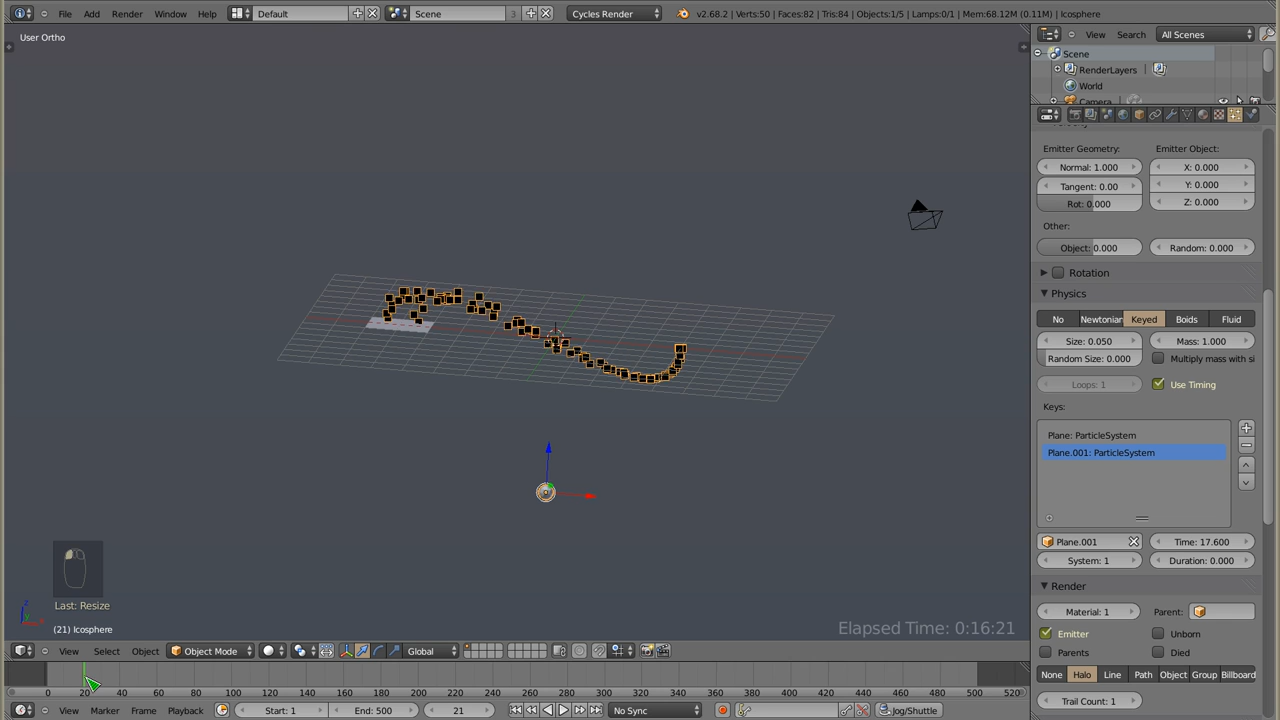 File Add Render Window Help Default Scene 3 Cycles Render v2.68.2 | Verts:50 | Faces:82 | Tris:84 | Objects:1/5 | Lamps:0/1 | Mem:68.12M (0.11M) | Icosphere
User Ortho
View Search All Scenes
Scene
RenderLayers
World
Camera
Emitter Geometry: Emitter Object:
Normal: 1.000 X: 0.000
Tangent: 0.00 Y: 0.000
Rot: 0.000 Z: 0.000
Other:
Object: 0.000 Random: 0.000
Rotation
Physics
No Newtonian Keyed Boids Fluid
Size: 0.050 Mass: 1.000
Random Size: 0.000 Multiply mass with si
Loops: 1 Use Timing
Keys:
Plane: ParticleSystem
Plane.001: ParticleSystem
Plane.001 Time: 17.600
System: 1 Duration: 0.000
Render
Material: 1 Parent:
Emitter Unborn
Parents Died
None Halo Line Path Object Group Billboard
Trail Count: 1
Last: Resize
z
x
Elapsed Time: 0:16:21
(21) Icosphere
View Select Object Object Mode Global
0 20 40 60 80 100 120 140 160 180 200 220 240 260 280 300 320 340 360 380 400 420 440 460 480 500 520
View Marker Frame Playback Start: 1 End: 500 21 No Sync Jog/Shuttle